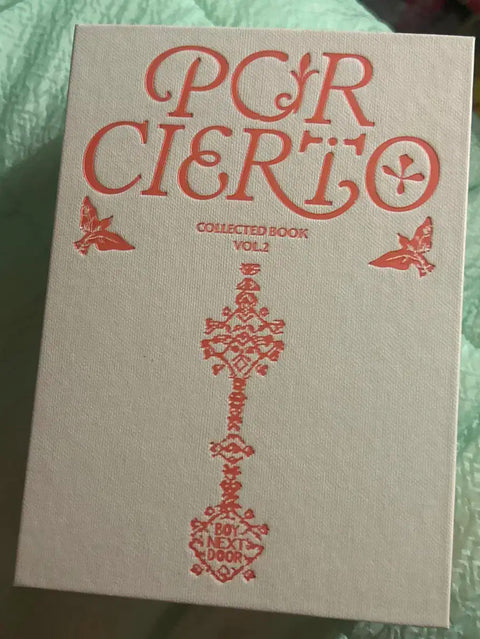 POR
CIERTO
COLLECTED BOOK
VOL.2
BOY
NEXT
DOOR